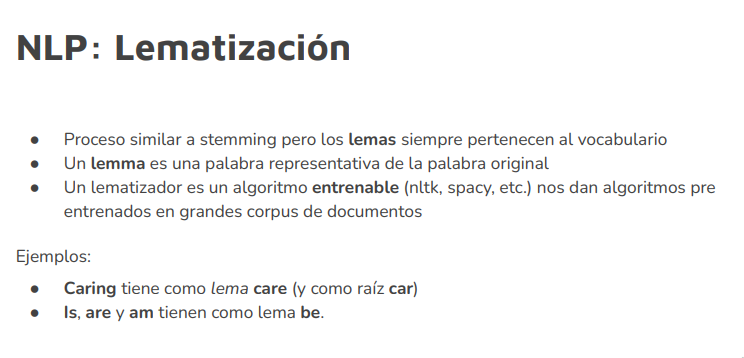 NLP: Lematización
● Proceso similar a stemming pero los lemas siempre pertenecen al vocabulario
● Un lemma es una palabra representativa de la palabra original
● Un lematizador es un algoritmo entrenable (nltk, spacy, etc.) nos dan algoritmos pre
entrenados en grandes corpus de documentos
Ejemplos:
● Caring tiene como lema care (y como raíz car)
● Is, are y am tienen como lema be.